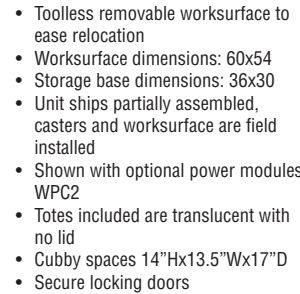 • Toolless removable worksurface to
ease relocation
• Worksurface dimensions: 60x54
• Storage base dimensions: 36x30
• Unit ships partially assembled,
casters and worksurface are field
installed
• Shown with optional power modules
WPC2
• Totes included are translucent with
no lid
• Cubby spaces 14”Hx13.5”Wx17”D
• Secure locking doors